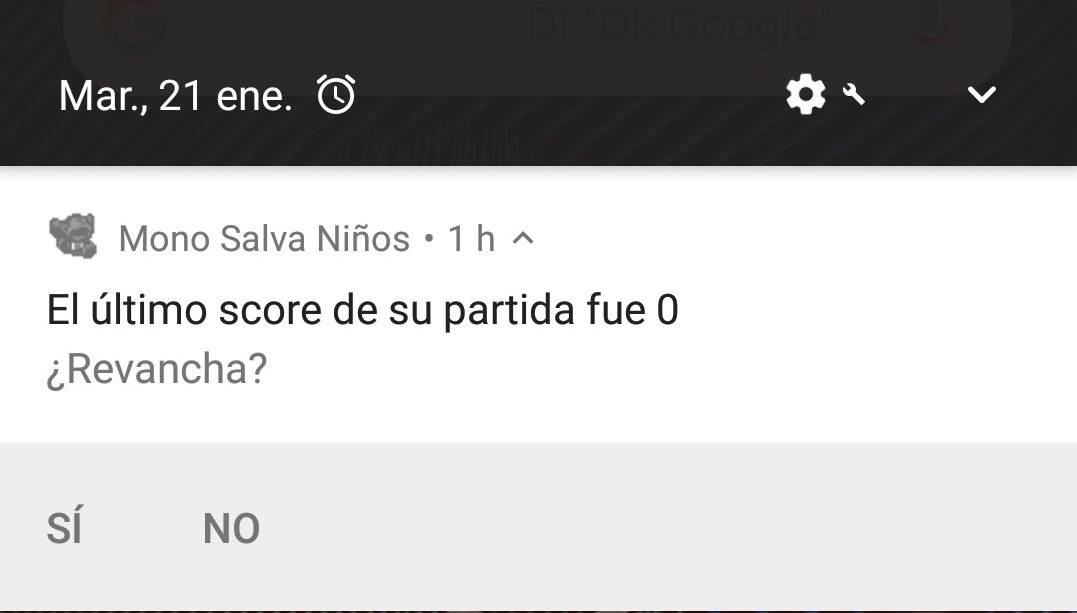 Di "Ok Google"
Mar., 21 ene.
Mono Salva Niños • 1 h
El último score de su partida fue 0
¿Revancha?
SÍ NO